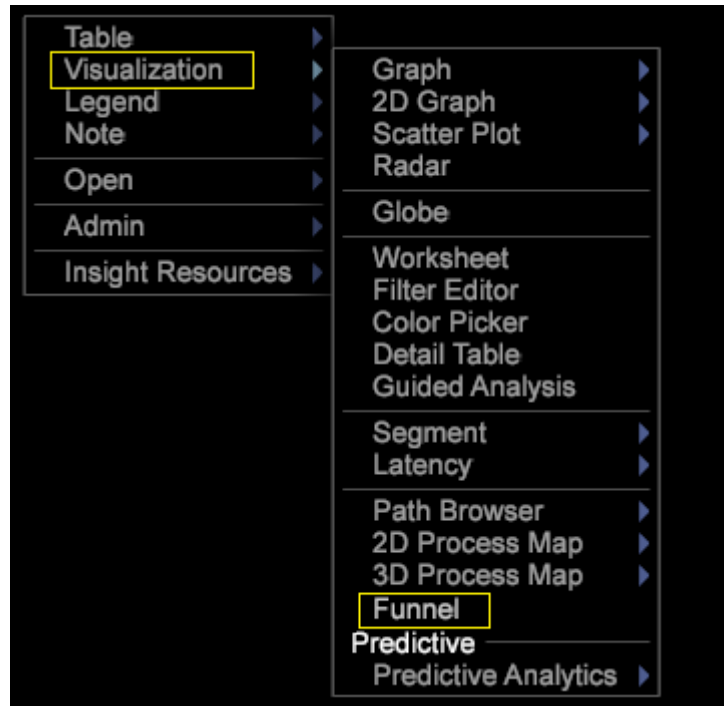 Table
Visualization
Legend
Note
Open
Admin
Insight Resources
Graph
2D Graph
Scatter Plot
Radar
Globe
Worksheet
Filter Editor
Color Picker
Detail Table
Guided Analysis
Segment
Latency
Path Browser
2D Process Map
3D Process Map
Funnel
Predictive
Predictive Analytics